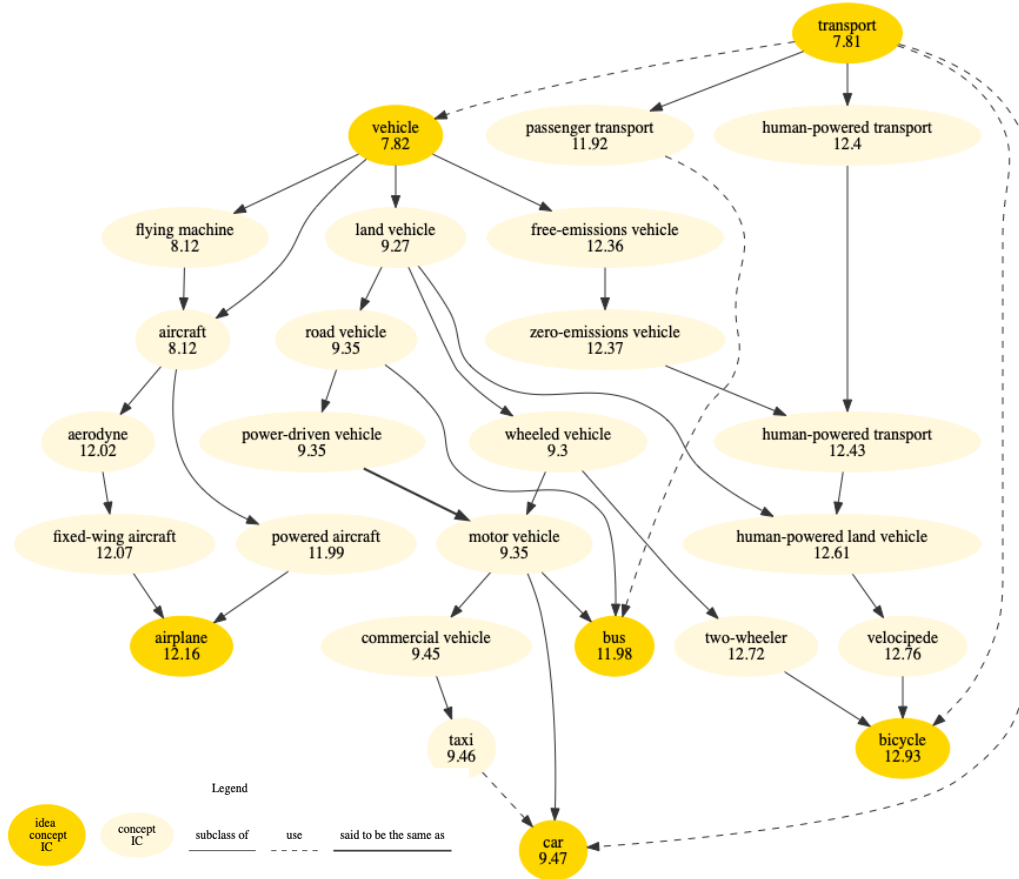 transport
7.81
vehicle
7.82
passenger transport
11.92
human-powered transport
12.4
flying machine
8.12
land vehicle
9.27
free-emissions vehicle
12.36
aircraft
8.12
road vehicle
9.35
zero-emissions vehicle
12.37
aerodyne
12.02
power-driven vehicle
9.35
wheeled vehicle
9.3
human-powered transport
12.43
fixed-wing aircraft
12.07
powered aircraft
11.99
motor vehicle
9.35
human-powered land vehicle
12.61
airplane
12.16
commercial vehicle
9.45
bus
11.98
two-wheeler
12.72
velocipede
12.76
taxi
9.46
bicycle
12.93
Legend
idea
concept
IC
concept
IC
subclass of
use
said to be the same as
car
9.47